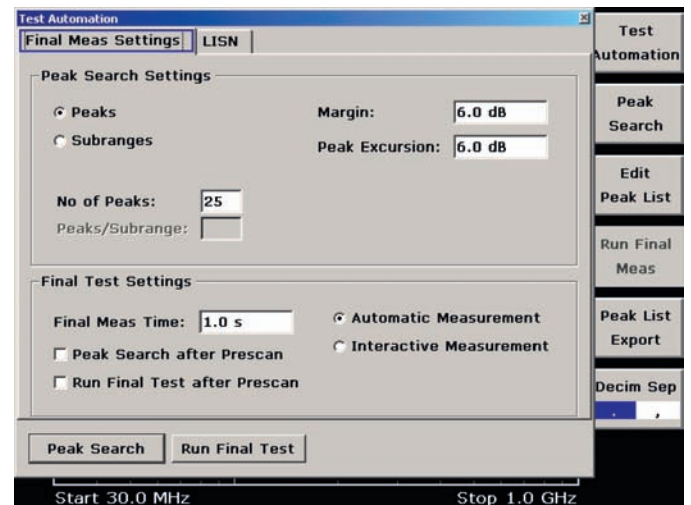 Test Automation
Final Meas Settings
LISN
Peak Search Settings
Peaks
Subranges
Margin: 6.0 dB
Peak Excursion: 6.0 dB
No of Peaks: 25
Peaks/Subrange:
Final Test Settings
Final Meas Time: 1.0 s
Peak Search after Prescan
Run Final Test after Prescan
Automatic Measurement
Interactive Measurement
Peak Search
Run Final Test
Start 30.0 MHz
Stop 1.0 GHz
Test
Automation
Peak
Search
Edit
Peak List
Run Final
Meas
Peak List
Export
Decim Sep
. ,